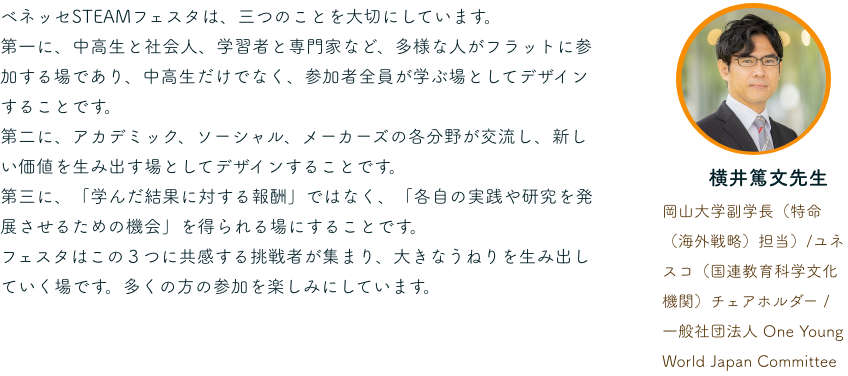 ベネッセSTEAMフェスタは、三つのことを大切にしています。
第一に、中高生と社会人、学習者と専門家など、多様な人がフラットに参
加する場であり、中高生だけでなく、参加者全員が学ぶ場としてデザイン
することです。
第二に、アカデミック、ソーシャル、メーカーズの各分野が交流し、新し
い価値を生み出す場としてデザインすることです。
第三に、「学んだ結果に対する報酬」ではなく、「各自の実践や研究を発
展させるための機会」を得られる場にすることです。
フェスタはこの３つに共感する挑戦者が集まり、大きなうねりを生み出し
ていく場です。多くの方の参加を楽しみにしています。
横井篤文先生
岡山大学副学長（特命
（海外戦略）担当）/ユネ
スコ（国連教育科学文化
機関）チェアホルダー /
一般社団法人 One Young
World Japan Committee